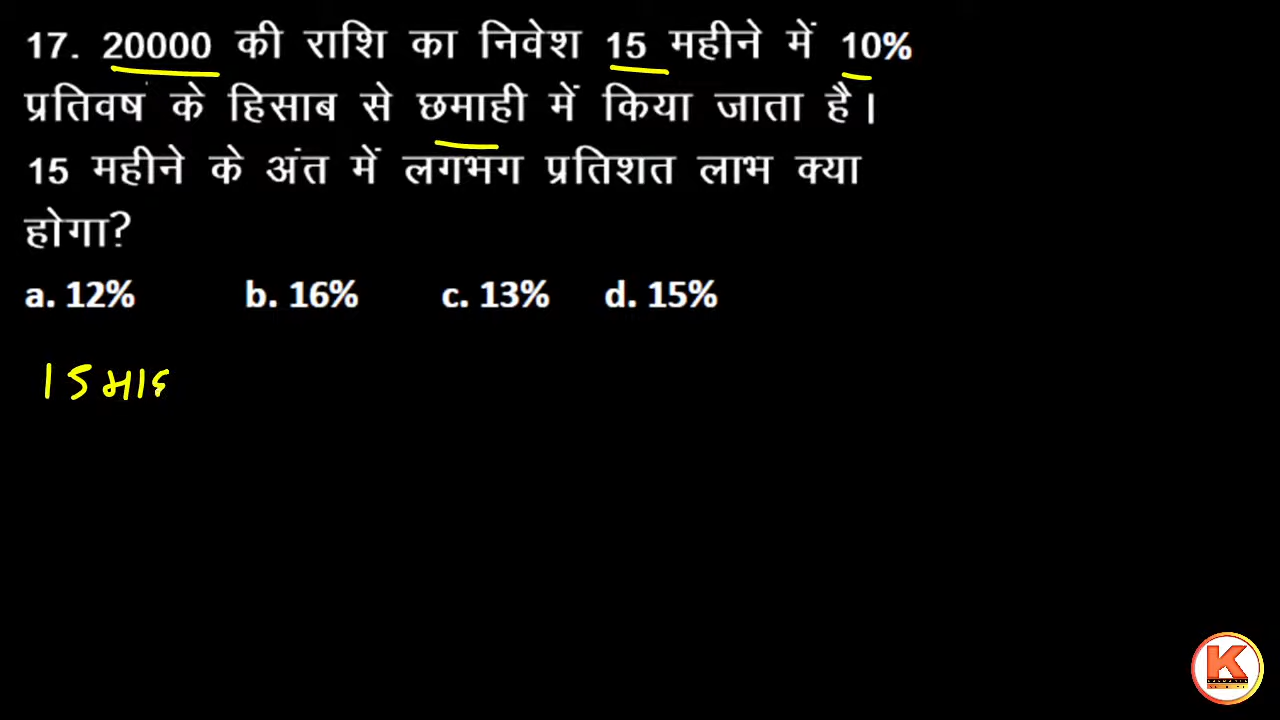 17. 20000 की राशि का निवेश 15 महीने में 10%
प्रतिवर्ष के हिसाब से छमाही में किया जाता है।
15 महीने के अंत में लगभग प्रतिशत लाभ क्या
होगा?
a. 12% b. 16% c. 13% d. 15%
15 माह
K